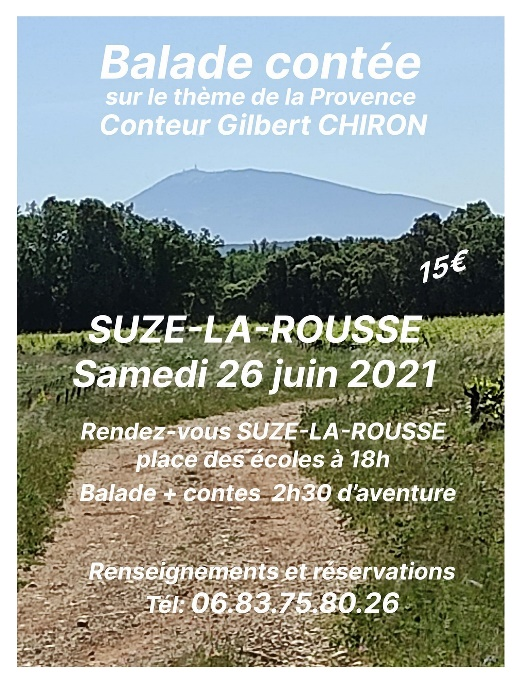 Balade contée
sur le thème de la Provence
Conteur Gilbert CHIRON
15€
SUZE-LA-ROUSSE
Samedi 26 juin 2021
Rendez-vous SUZE-LA-ROUSSE
place des écoles à 18h
Balade + contes 2h30 d'aventure
Renseignements et réservations
Tél: 06.83.75.80.26